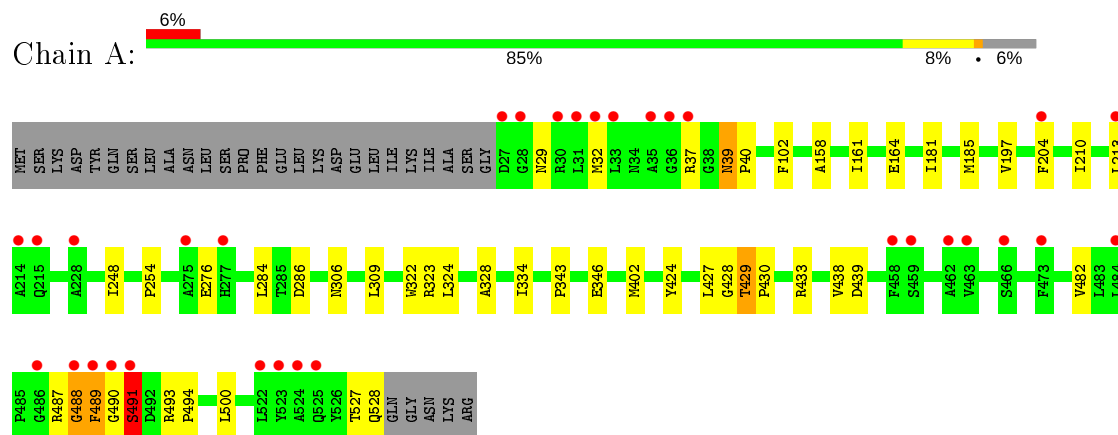 6%
Chain A:
85% 8% • 6%
MET SER LYS ASP TYR GLN SER LEU ALA ASN LEU SER PRO PHE GLU LEU LYS ASP GLU LEU ILE LYS ILE ALA SER GLY D27 G28 N29 R30 L31 M32 L33 N34 A35 G36 R37 G38 N39 P40 F102 A158 I161 E164 I181 M185 V197 F204 I210 L213
A214 Q215 A228 I248 P254 A275 E276 H277 L284 T285 D286 N306 L309 W322 R323 L324 A328 I334 P343 E346 M402 Y424 L427 G428 T429 P430 R433 V438 D439 F458 S459 A462 V463 S466 F473 V482 L483 L484
P485 G486 R487 G488 F489 G490 S491 D492 R493 P494 L500 L522 Y523 A524 Q525 Y526 T527 Q528 GLN GLY ASN LYS ARG